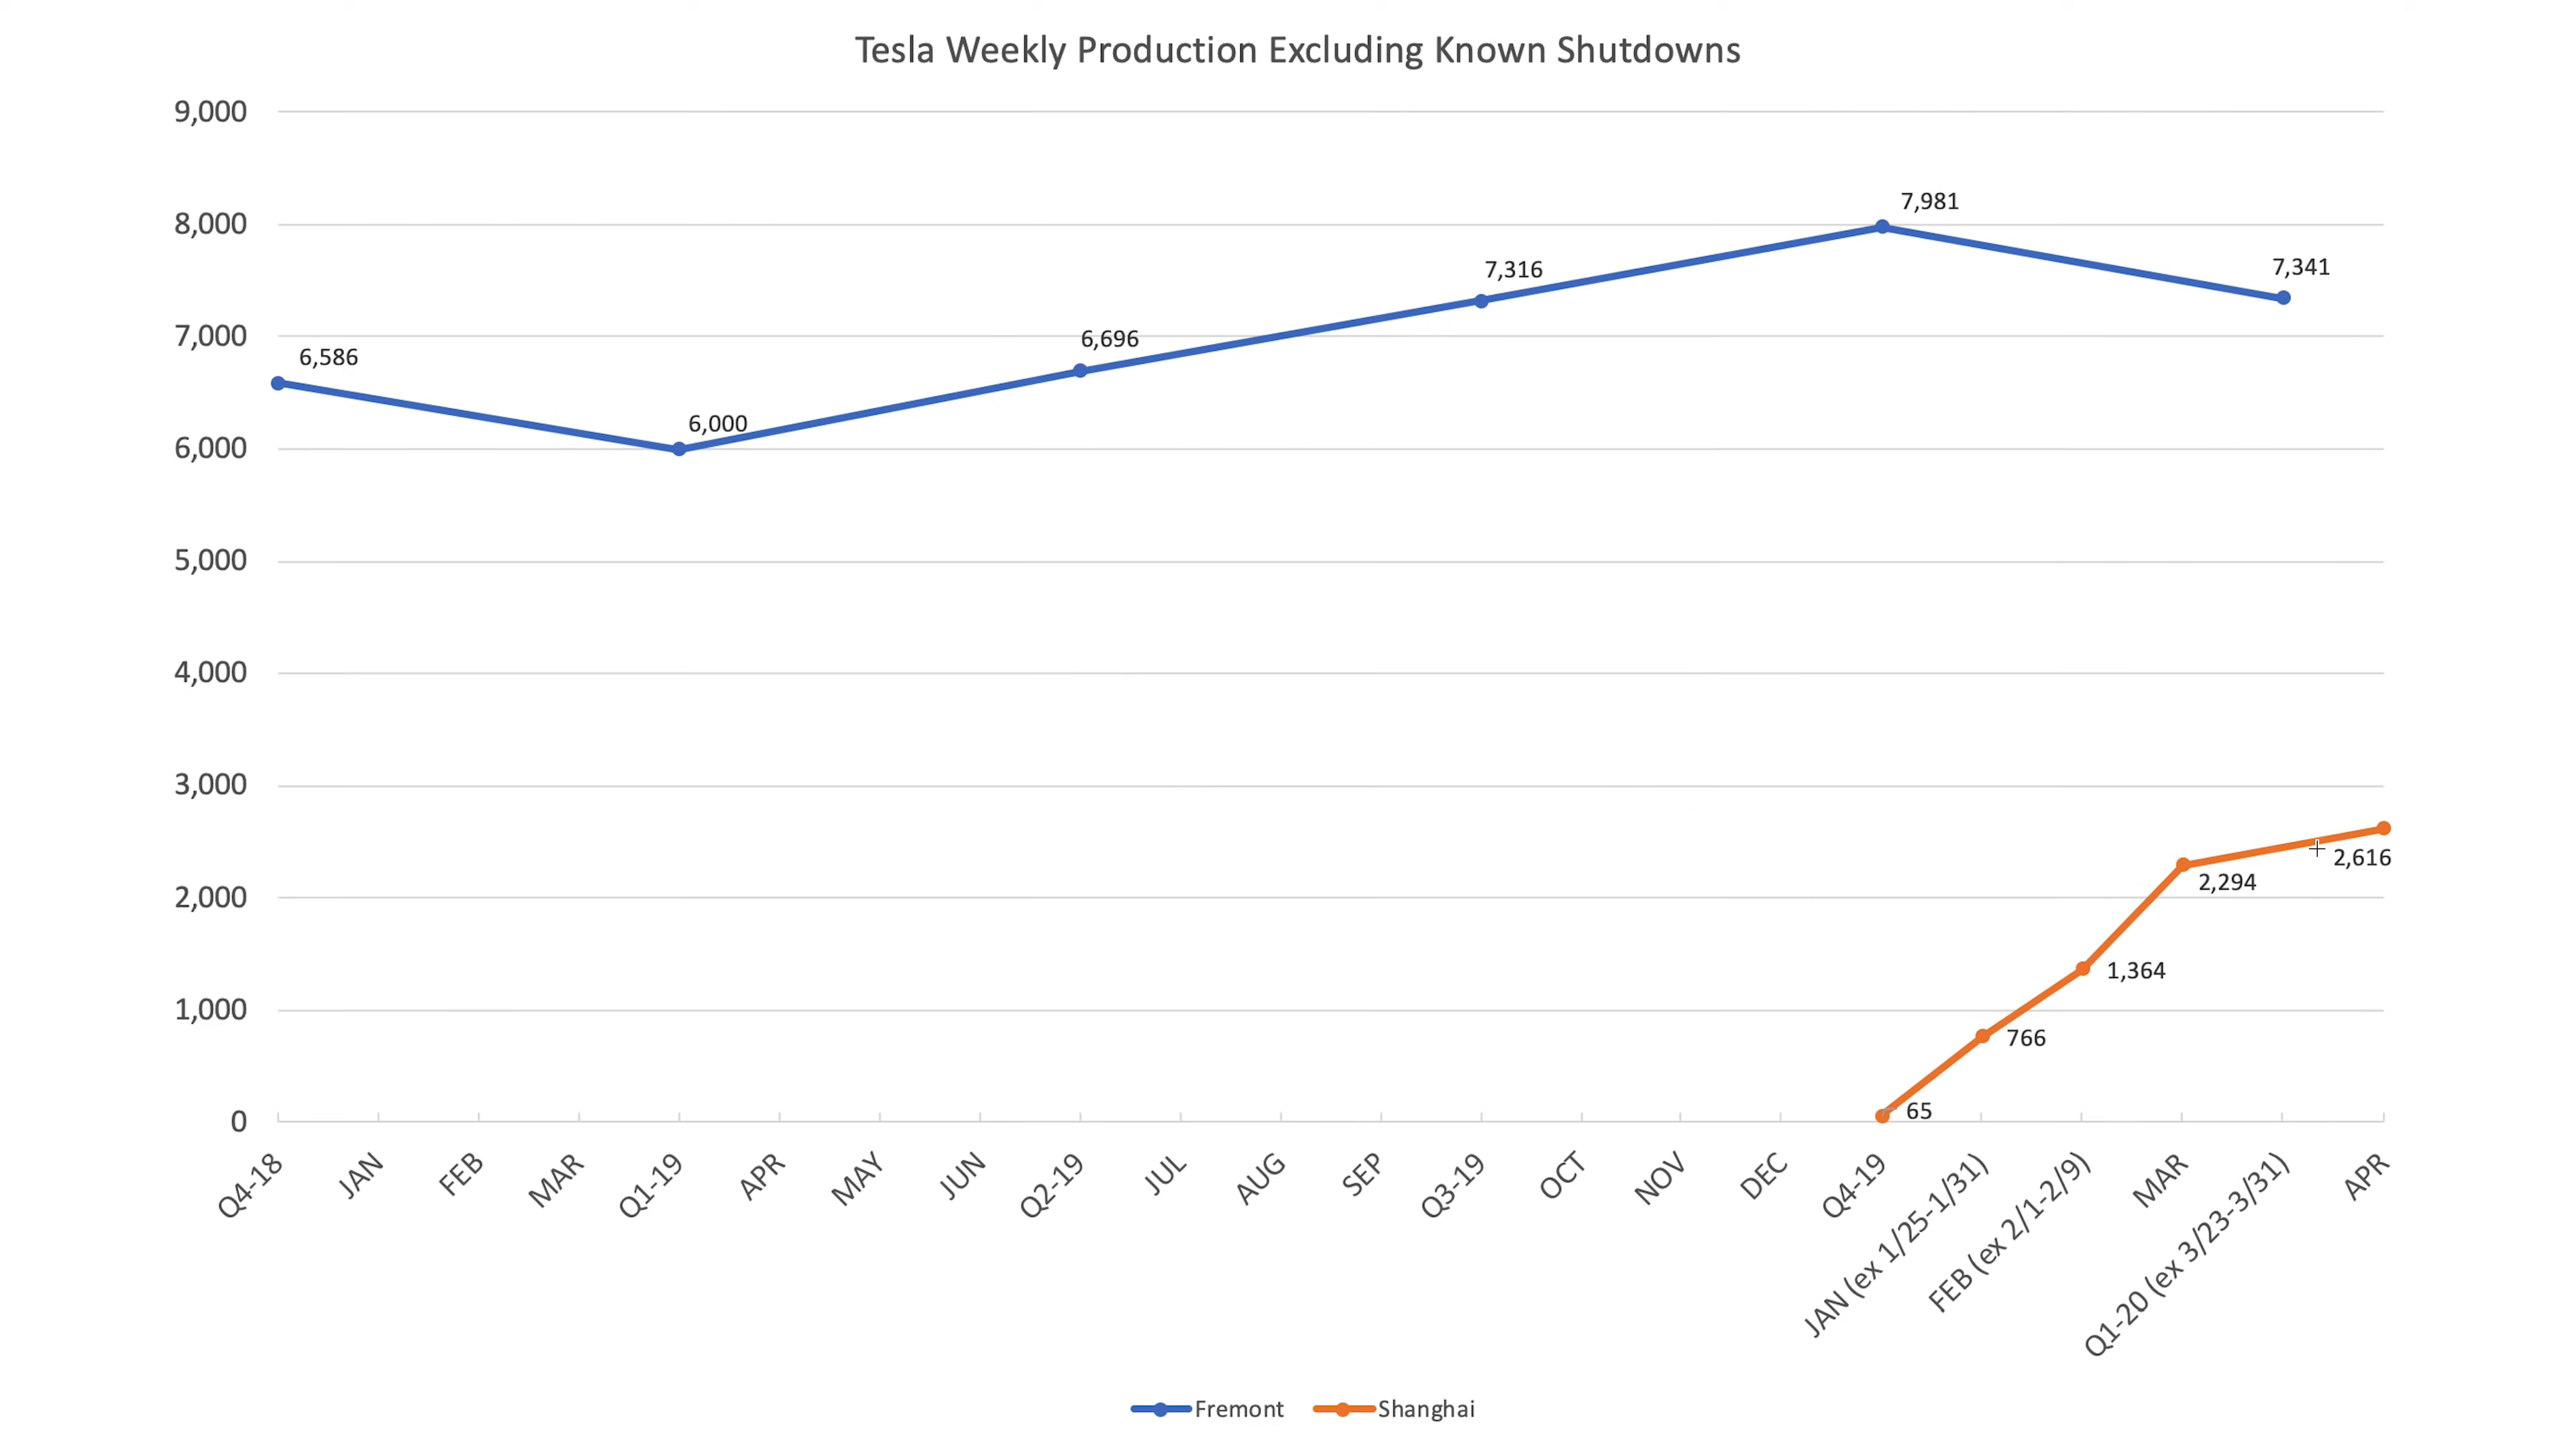 Tesla Weekly Production Excluding Known Shutdowns
9,000
8,000
7,000
6,000
5,000
4,000
3,000
2,000
1,000
0
6,586
6,000
6,696
7,316
7,981
7,341
65
766
1,364
2,294
2,616
Q4-18
JAN
FEB
MAR
Q1-19
APR
MAY
JUN
Q2-19
JUL
AUG
SEP
Q3-19
OCT
NOV
DEC
Q4-19
JAN (ex 1/25-1/31)
FEB (ex 2/1-2/9)
MAR
Q1-20 (ex 3/23-3/31)
APR
Fremont
Shanghai